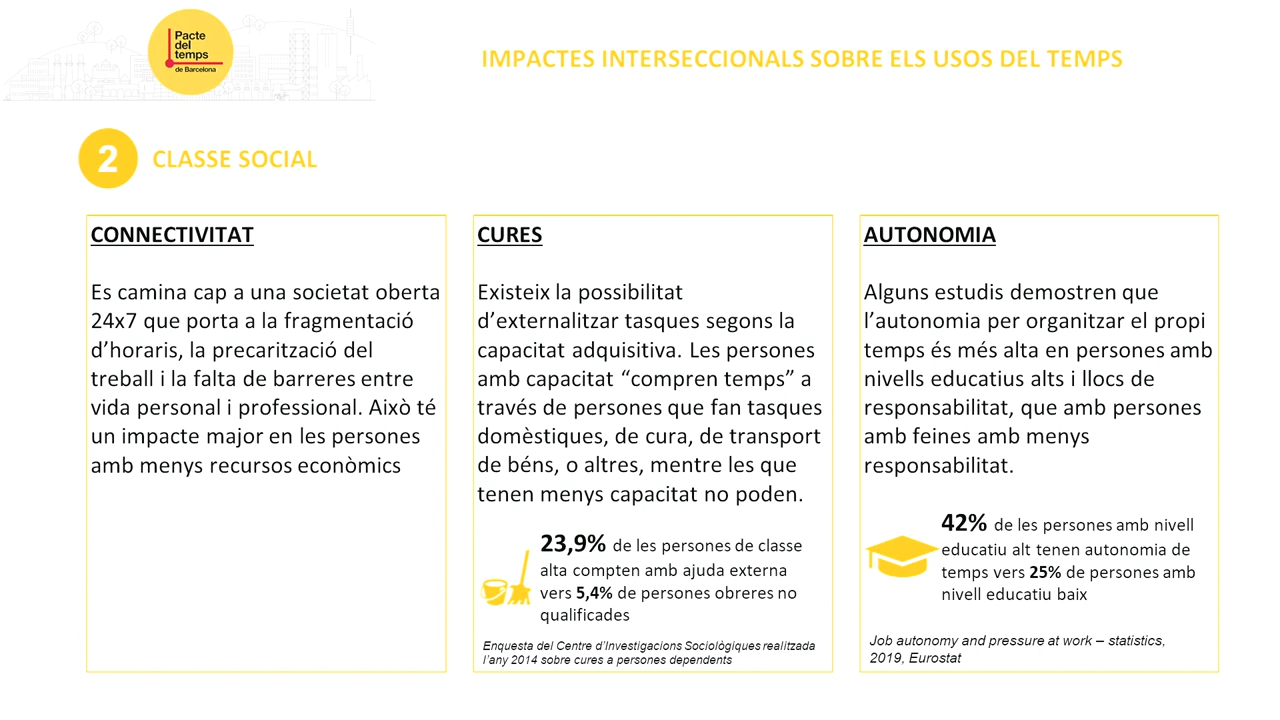 Pacte
del
temps
de Barcelona
IMPACTES INTERSECCIONALS SOBRE ELS USOS DEL TEMPS
2
CLASSE SOCIAL
CONNECTIVITAT
Es camina cap a una societat oberta
24x7 que porta a la fragmentació
d’horaris, la precarització del
treball i la falta de barreres entre
vida personal i professional. Això té
un impacte major en les persones
amb menys recursos econòmics
CURES
Existeix la possibilitat
d’externalitzar tasques segons la
capacitat adquisitiva. Les persones
amb capacitat “compren temps” a
través de persones que fan tasques
domèstiques, de cura, de transport
de béns, o altres, mentre les que
tenen menys capacitat no poden.
23,9% de les persones de classe
alta compten amb ajuda externa
vers 5,4% de persones obreres no
qualificades
Enquesta del Centre d’Investigacions Sociològiques realitzada
l’any 2014 sobre cures a persones dependents
AUTONOMIA
Alguns estudis demostren que
l’autonomia per organitzar el propi
temps és més alta en persones amb
nivells educatius alts i llocs de
responsabilitat, que amb persones
amb feines amb menys
responsabilitat.
42% de les persones amb nivell
educatiu alt tenen autonomia de
temps vers 25% de persones amb
nivell educatiu baix
Job autonomy and pressure at work – statistics,
2019, Eurostat